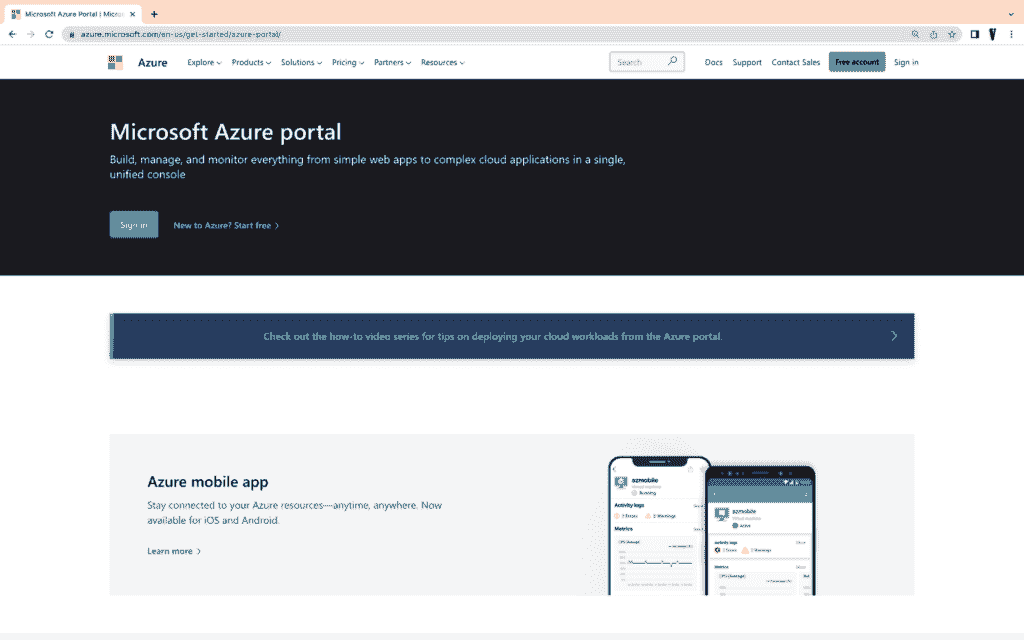 Microsoft Azure Portal | Micros
azure.microsoft.com/en-us/get-started/azure-portal/
Azure
Explore
Products
Solutions
Pricing
Partners
Resources
Search
Docs
Support
Contact Sales
Free account
Sign in
Microsoft Azure portal
Build, manage, and monitor everything from simple web apps to complex cloud applications in a single,
unified console
Sign in
New to Azure? Start free
Check out the how-to video series for tips on deploying your cloud workloads from the Azure portal.
Azure mobile app
Stay connected to your Azure resources—anytime, anywhere. Now
available for iOS and Android.
Learn more
azmobile
Running
Activity logs
Metrics
azmobile
Active
Activity logs
Metrics